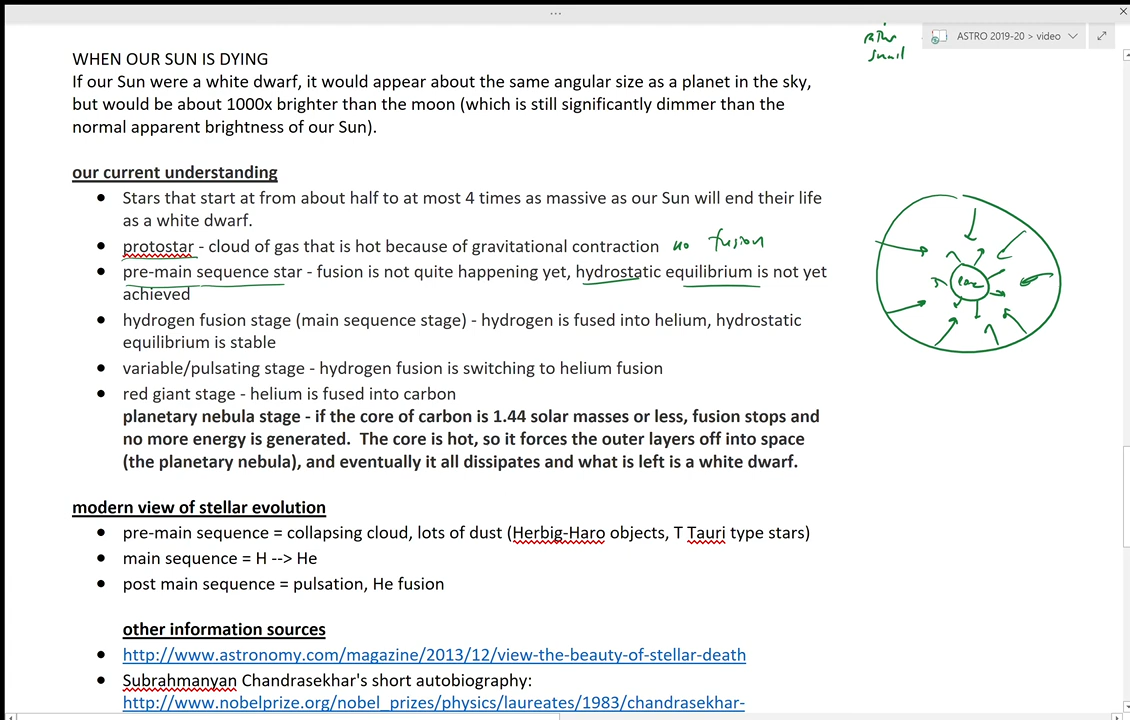 ...
ASTRO 2019-20 > video
WHEN OUR SUN IS DYING
If our Sun were a white dwarf, it would appear about the same angular size as a planet in the sky,
but would be about 1000x brighter than the moon (which is still significantly dimmer than the
normal apparent brightness of our Sun).
our current understanding
• Stars that start at from about half to at most 4 times as massive as our Sun will end their life
as a white dwarf.
• protostar - cloud of gas that is hot because of gravitational contraction no fusion
• pre-main sequence star - fusion is not quite happening yet, hydrostatic equilibrium is not yet
achieved
core
• hydrogen fusion stage (main sequence stage) - hydrogen is fused into helium, hydrostatic
equilibrium is stable
• variable/pulsating stage - hydrogen fusion is switching to helium fusion
• red giant stage - helium is fused into carbon
planetary nebula stage - if the core of carbon is 1.44 solar masses or less, fusion stops and
no more energy is generated.  The core is hot, so it forces the outer layers off into space
(the planetary nebula), and eventually it all dissipates and what is left is a white dwarf.
modern view of stellar evolution
• pre-main sequence = collapsing cloud, lots of dust (Herbig-Haro objects, T Tauri type stars)
• main sequence = H --> He
• post main sequence = pulsation, He fusion
other information sources
• http://www.astronomy.com/magazine/2013/12/view-the-beauty-of-stellar-death
• Subrahmanyan Chandrasekhar's short autobiography:
http://www.nobelprize.org/nobel_prizes/physics/laureates/1983/chandrasekhar-